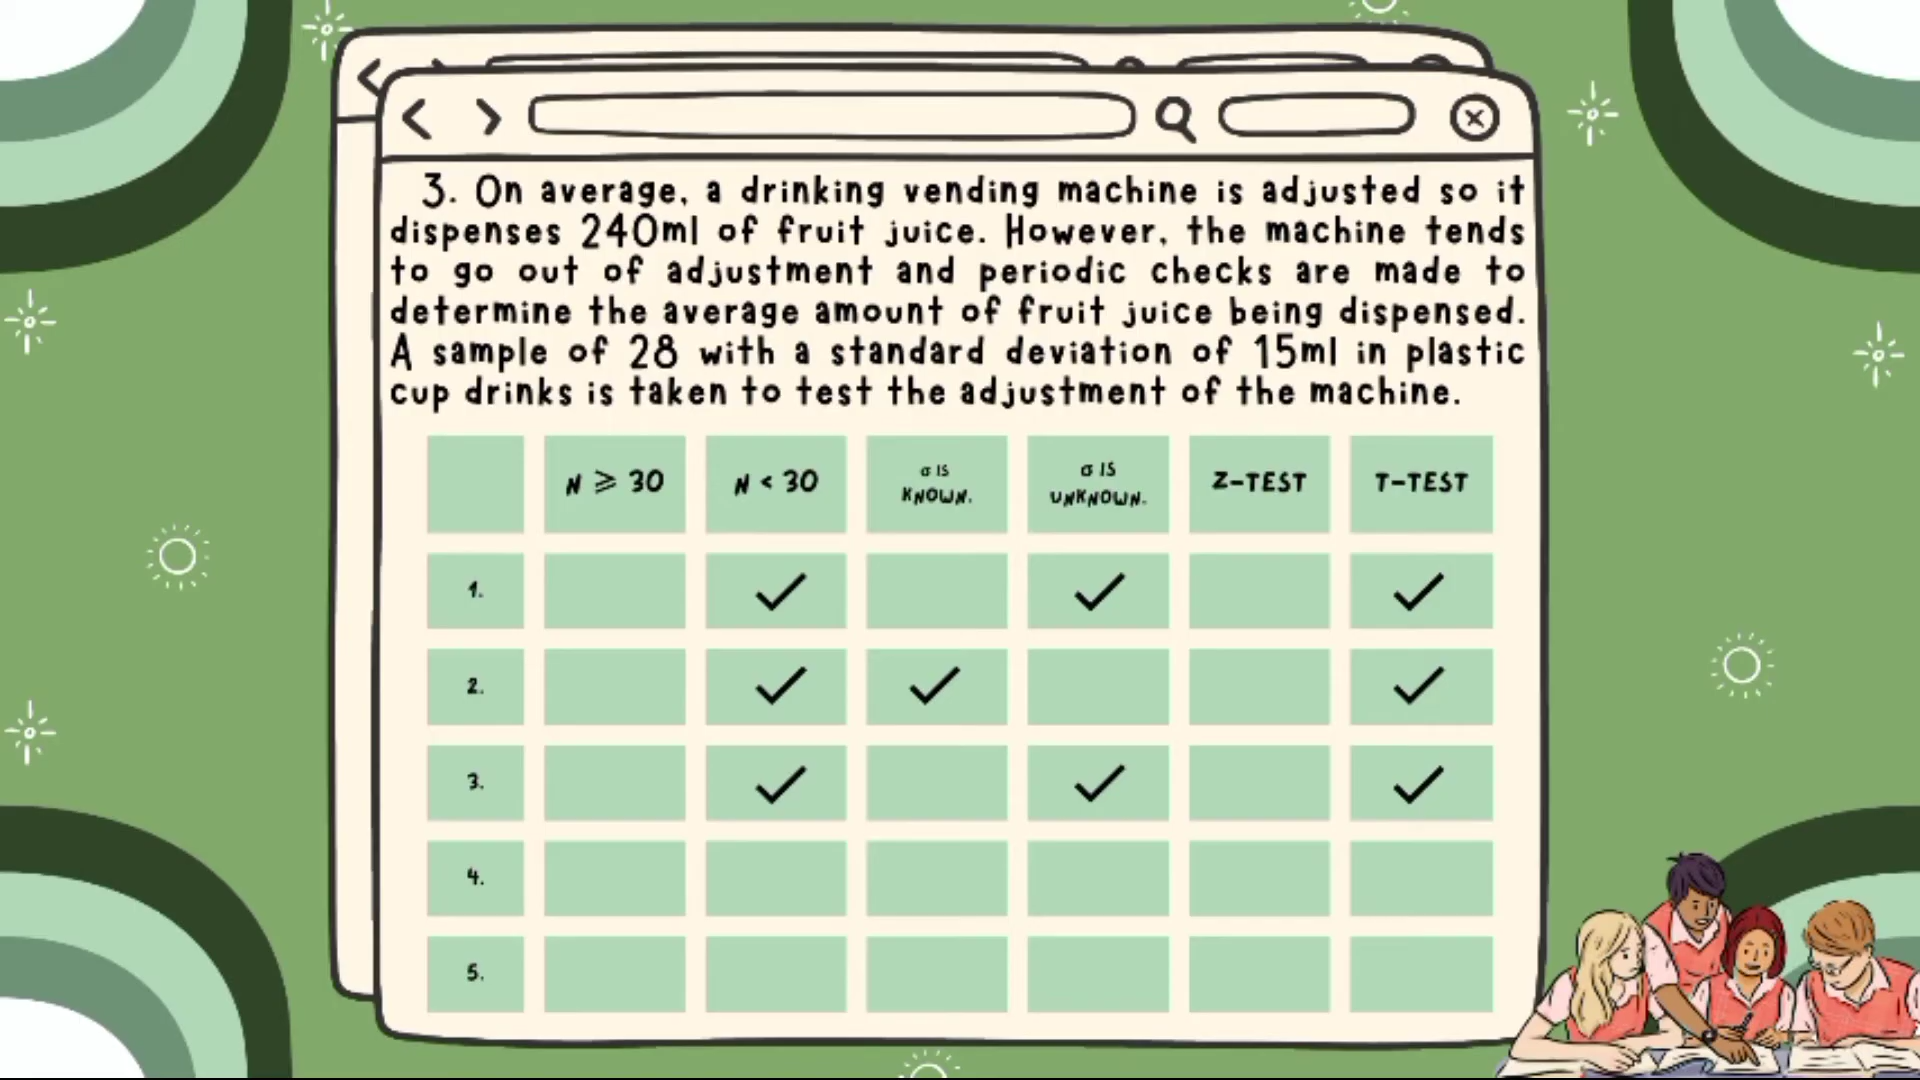 3. On average, a drinking vending machine is adjusted so it
dispenses 240ml of fruit juice. However, the machine tends
to go out of adjustment and periodic checks are made to
determine the average amount of fruit juice being dispensed.
A sample of 28 with a standard deviation of 15ml in plastic
cup drinks is taken to test the adjustment of the machine.
N ≥ 30 N < 30 σ IS KNOWN. σ IS UNKNOWN. Z-TEST T-TEST
1. ✓ ✓ ✓
2. ✓ ✓ ✓
3. ✓ ✓ ✓
4.
5.